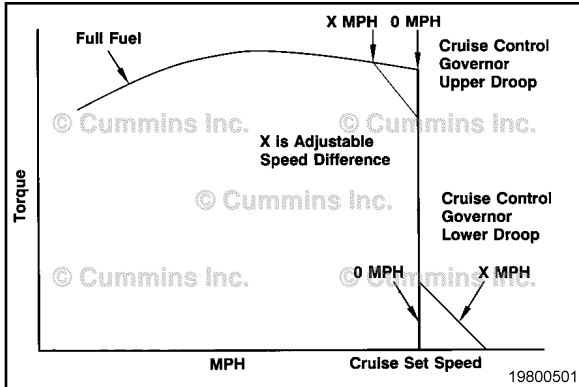 X MPH 0 MPH
Full Fuel
Cruise Control
Governor
Upper Droop
© Cummins Inc. © Cummins Inc.
X is Adjustable
Speed Difference
© Cummins Inc.
Torque
Cruise Control
Governor
Lower Droop
© Cummins Inc. © Cummins Inc.
0 MPH X MPH
MPH
Cruise Set Speed
19800501